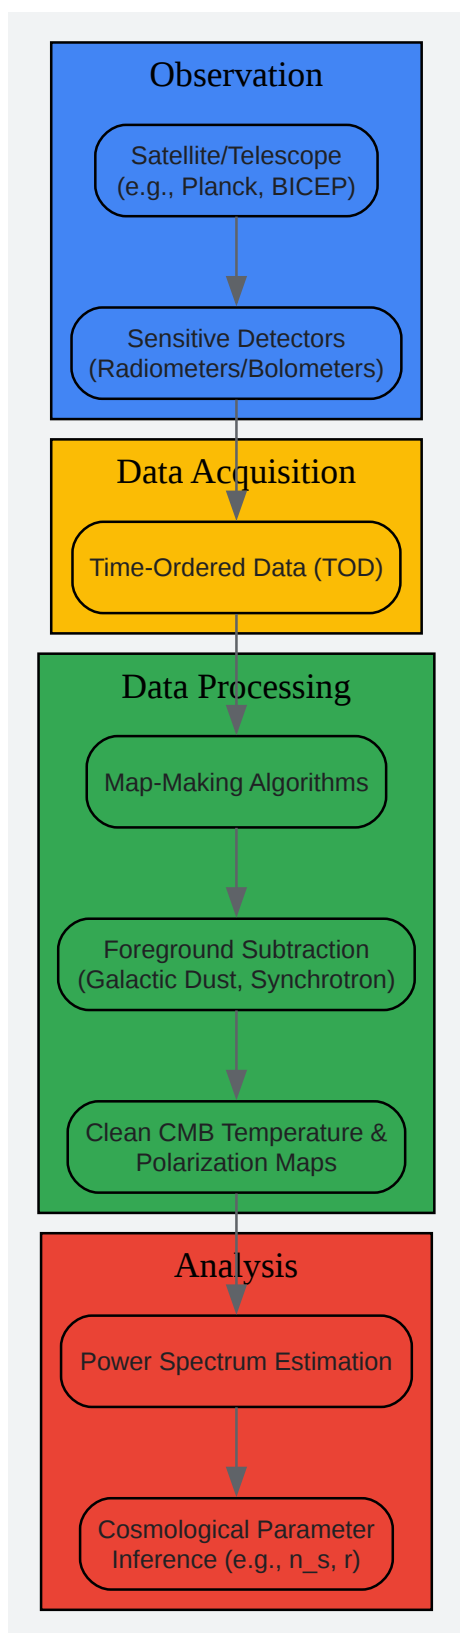 Observation
Satellite/Telescope
(e.g., Planck, BICEP)
Sensitive Detectors
(Radiometers/Bolometers)
Data Acquisition
Time-Ordered Data (TOD)
Data Processing
Map-Making Algorithms
Foreground Subtraction
(Galactic Dust, Synchrotron)
Clean CMB Temperature &
Polarization Maps
Analysis
Power Spectrum Estimation
Cosmological Parameter
Inference (e.g., n_s, r)